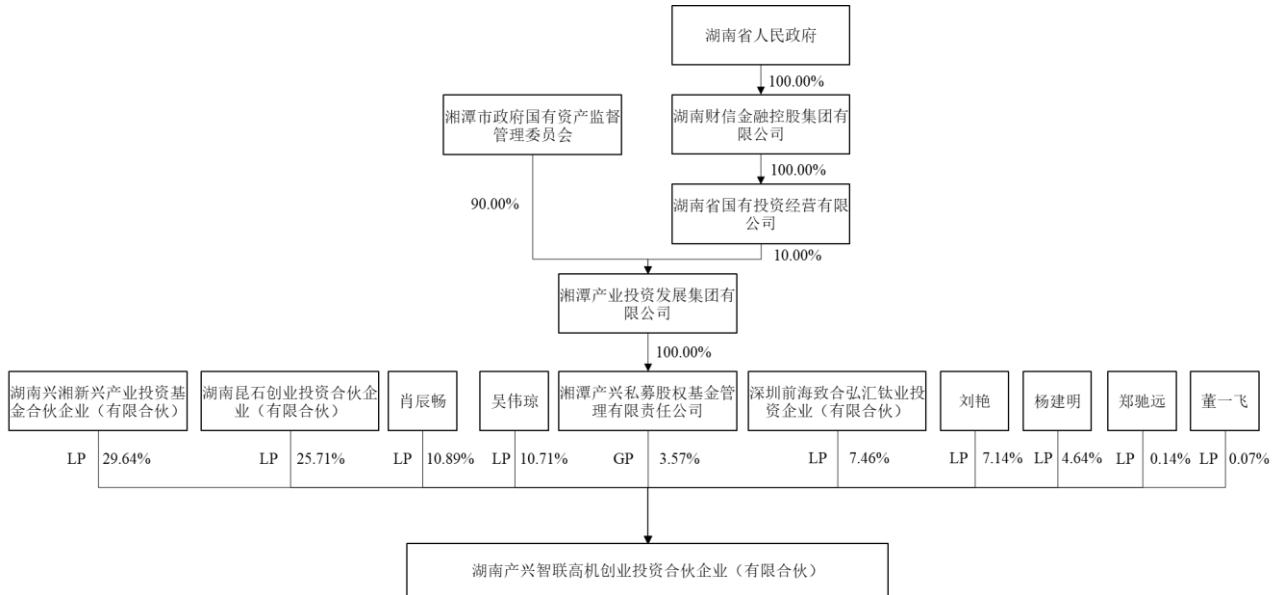 湖南省人民政府
100.00%
湘潭市政府国有资产监督
管理委员会
湖南财信金融控股集团有
限公司
100.00%
90.00%
湖南省国有投资经营有限
公司
10.00%
湘潭产业投资发展集团有
限公司
100.00%
湖南兴湘新兴产业投资基
金合伙企业（有限合伙）
湖南昆石创业投资合伙企
业（有限合伙）
肖辰畅
吴伟琼
湘潭产兴私募股权基金管
理有限责任公司
深圳前海致合弘汇钛业投
资企业（有限合伙）
刘艳
杨建明
郑驰远
董一飞
LP 29.64%
LP 25.71%
LP 10.89%
LP 10.71%
GP 3.57%
LP 7.46%
LP 7.14%
LP 4.64%
LP 0.14%
LP 0.07%
湖南产兴智联高机创业投资合伙企业（有限合伙）